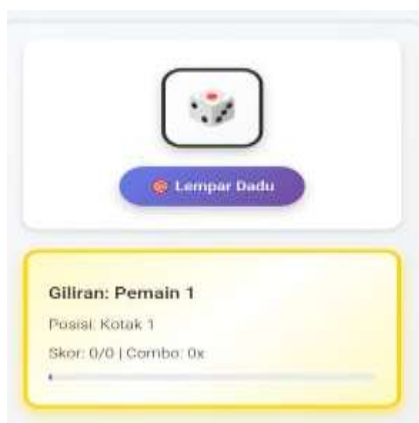 Lempar Dadu
Giliran: Pemain 1
Posisi: Kotak 1
Skor: 0/0 | Combo: 0x